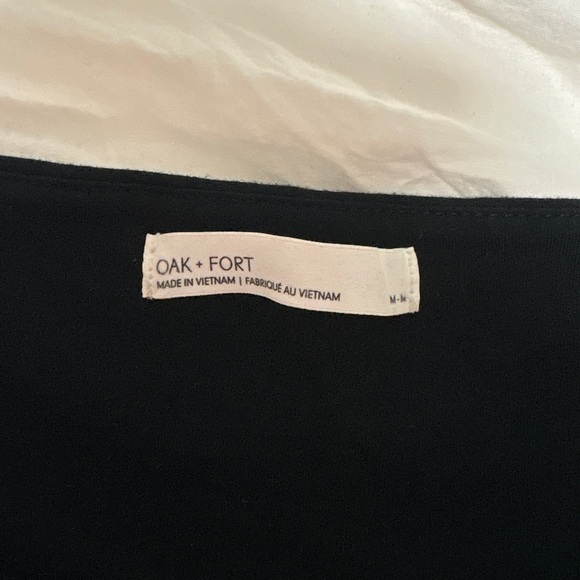 OAK + FORT
MADE IN VIETNAM | FABRIQUÉ AU VIETNAM
M-M